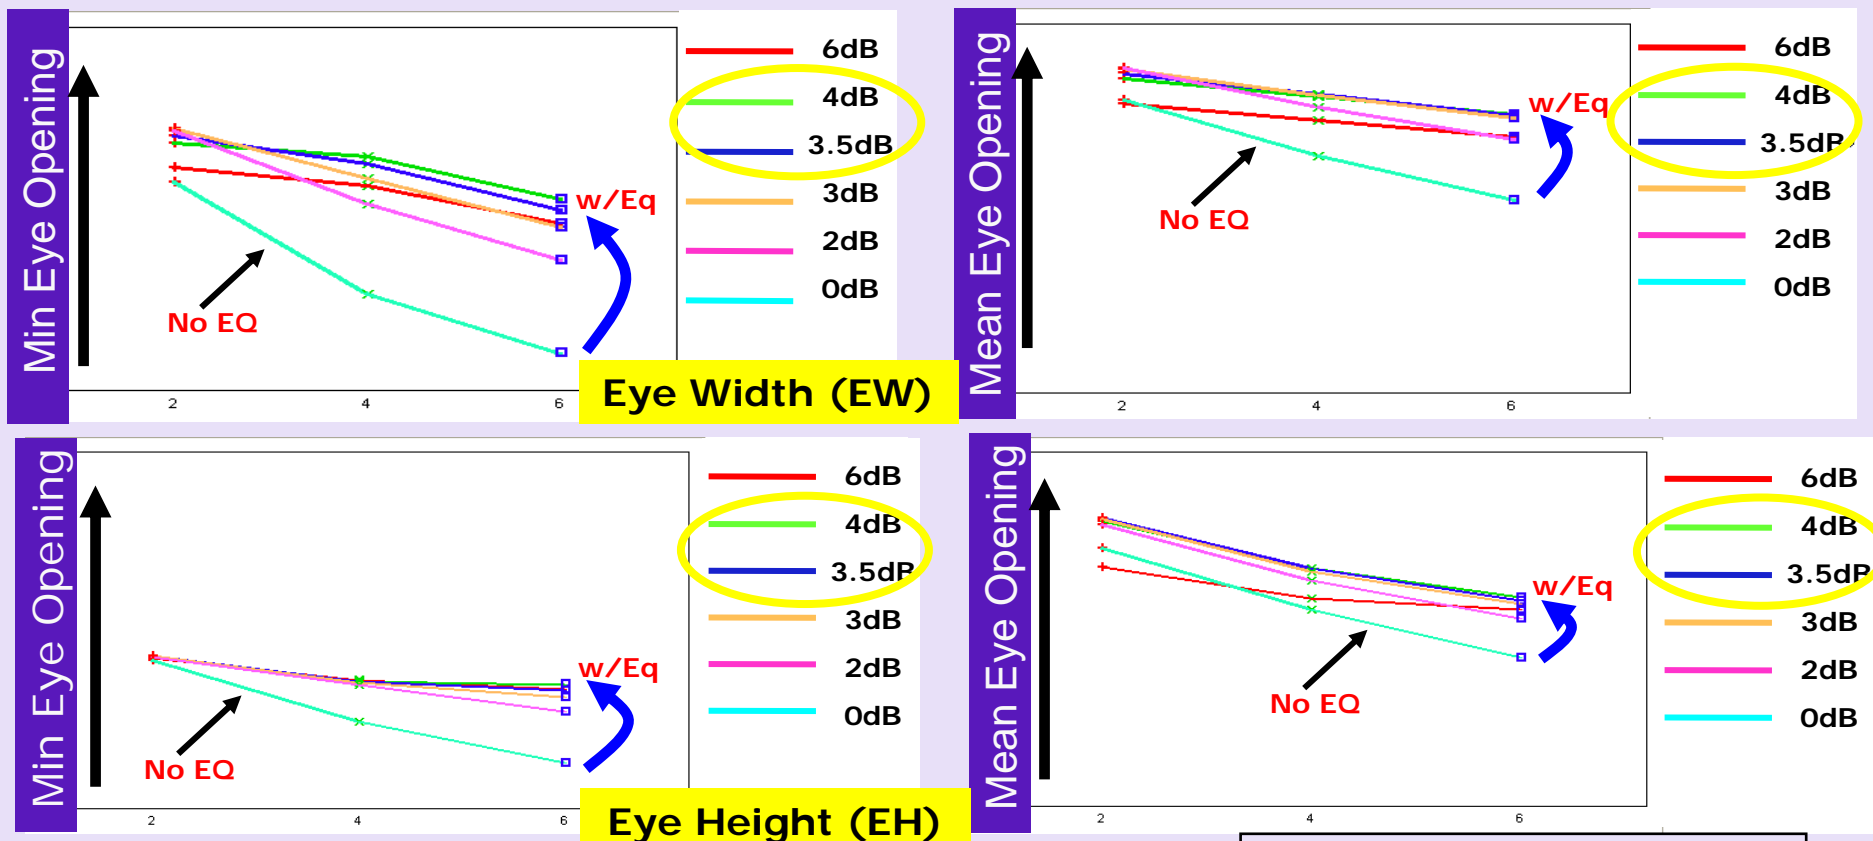 Min Eye Opening
6dB
4dB
3.5dB
3dB
2dB
0dB
w/Eq
No EQ
2 4 6
Mean Eye Opening
6dB
4dB
3.5dB
3dB
2dB
0dB
w/Eq
No EQ
2 4 6
Eye Width (EW)
Min Eye Opening
6dB
4dB
3.5dB
3dB
2dB
0dB
w/Eq
No EQ
2 4 6
Mean Eye Opening
6dB
4dB
3.5dB
3dB
2dB
0dB
w/Eq
No EQ
2 4 6
Eye Height (EH)